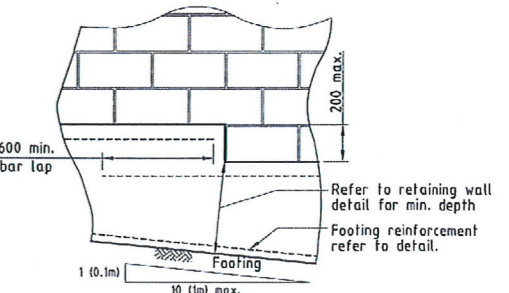 200 max.
600 min.
bar lap
Refer to retaining wall
detail for min. depth
Footing reinforcement
refer to detail.
Footing
1 (0.1m)
10 (1m) max.